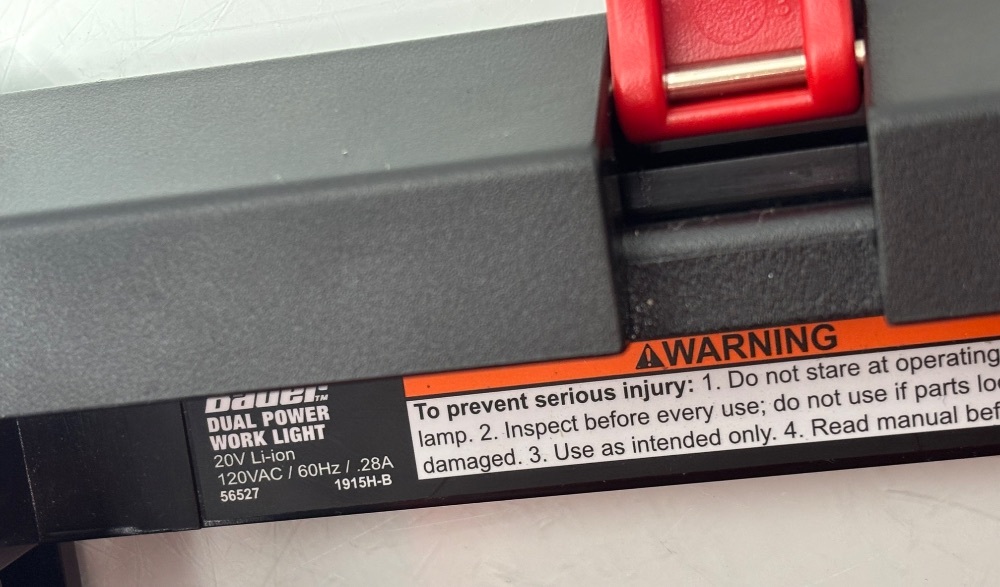 bauer™
DUAL POWER
WORK LIGHT
20V Li-ion
120VAC / 60Hz / .28A
56527 1915H-B
⚠WARNING
To prevent serious injury: 1. Do not stare at operating
lamp. 2. Inspect before every use; do not use if parts
damaged. 3. Use as intended only. 4. Read manual